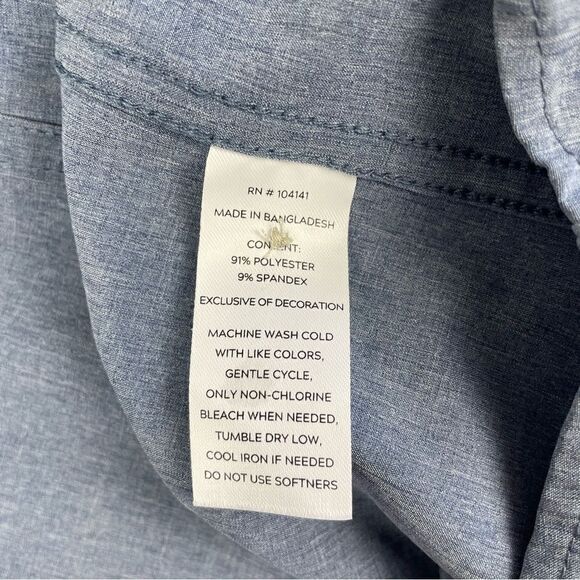 RN # 104141
MADE IN BANGLADESH
91% POLYESTER
9% SPANDEX
EXCLUSIVE OF DECORATION
MACHINE WASH COLD
WITH LIKE COLORS,
GENTLE CYCLE,
ONLY NON-CHLORINE
BLEACH WHEN NEEDED,
TUMBLE DRY LOW,
COOL IRON IF NEEDED
DO NOT USE SOFTNERS